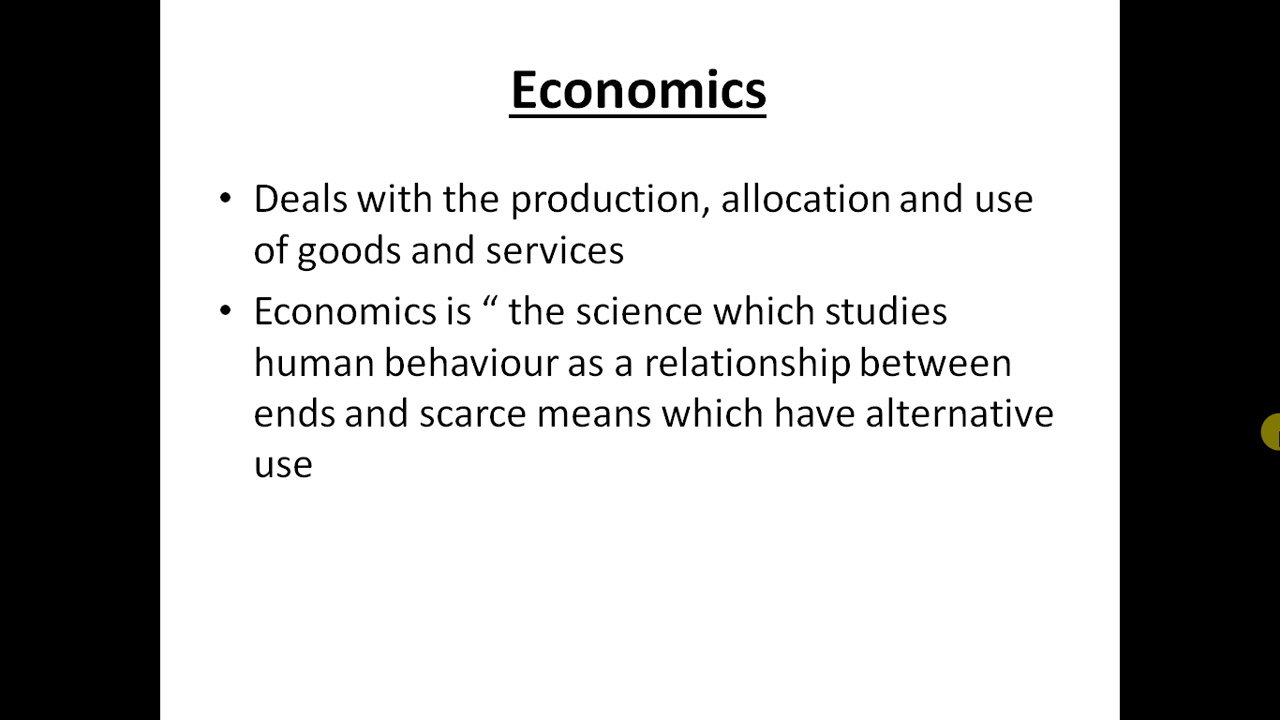 Economics
• Deals with the production, allocation and use
of goods and services
• Economics is “ the science which studies
human behaviour as a relationship between
ends and scarce means which have alternative
use